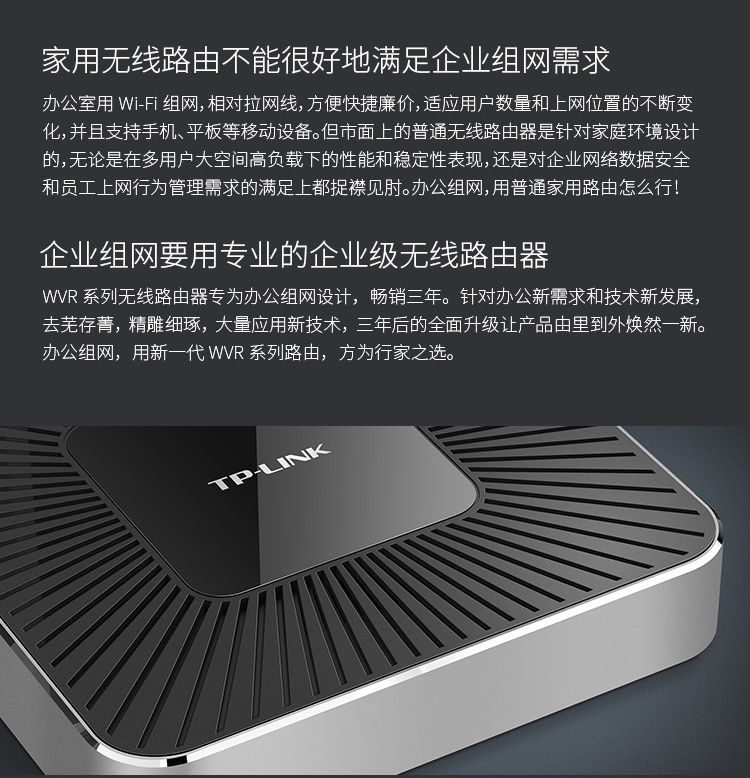 家用无线路由不能很好地满足企业组网需求
办公室用 Wi-Fi 组网，相对拉网线，方便快捷廉价，适应用户数量和上网位置的不断变
化，并且支持手机、平板等移动设备。但市面上的普通无线路由器是针对家庭环境设计
的，无论是在多用户大空间高负载下的性能和稳定性表现，还是对企业网络数据安全
和员工上网行为管理需求的满足上都捉襟见肘。办公组网，用普通家用路由怎么行！
企业组网要用专业的企业级无线路由器
WVR 系列无线路由器专为办公组网设计，畅销三年。针对办公新需求和技术新发展，
去芜存菁，精雕细琢，大量应用新技术，三年后的全面升级让产品由里到外焕然一新。
办公组网，用新一代 WVR 系列路由，方为行家之选。
TP-LINK